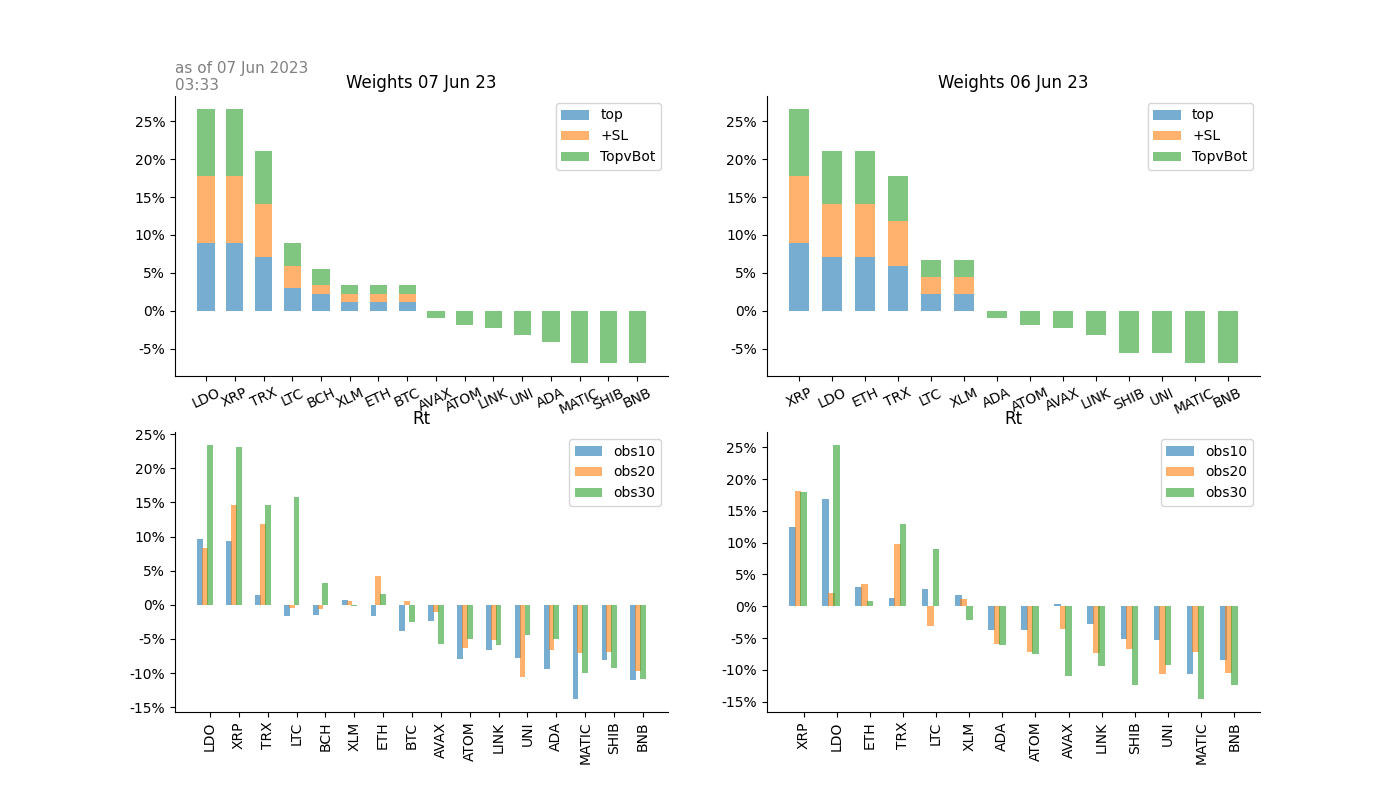 as of 07 Jun 2023
03:33
Weights 07 Jun 23
25%
20%
15%
10%
5%
0%
-5%
top
+SL
TopvBot
LDO XRP TRX LTC BCH XLM ETH BTC AVAX ATOM LINK UNI ADA MATIC SHIB BNB
Weights 06 Jun 23
25%
20%
15%
10%
5%
0%
-5%
top
+SL
TopvBot
XRP LDO ETH TRX LTC XLM ADA ATOM AVAX LINK SHIB UNI MATIC BNB
Rt
25%
20%
15%
10%
5%
0%
-5%
-10%
-15%
obs10
obs20
obs30
LDO XRP TRX LTC BCH XLM ETH BTC AVAX ATOM LINK UNI ADA MATIC SHIB BNB
Rt
25%
20%
15%
10%
5%
0%
-5%
-10%
-15%
obs10
obs20
obs30
XRP LDO ETH TRX LTC XLM ADA ATOM AVAX LINK SHIB UNI MATIC BNB